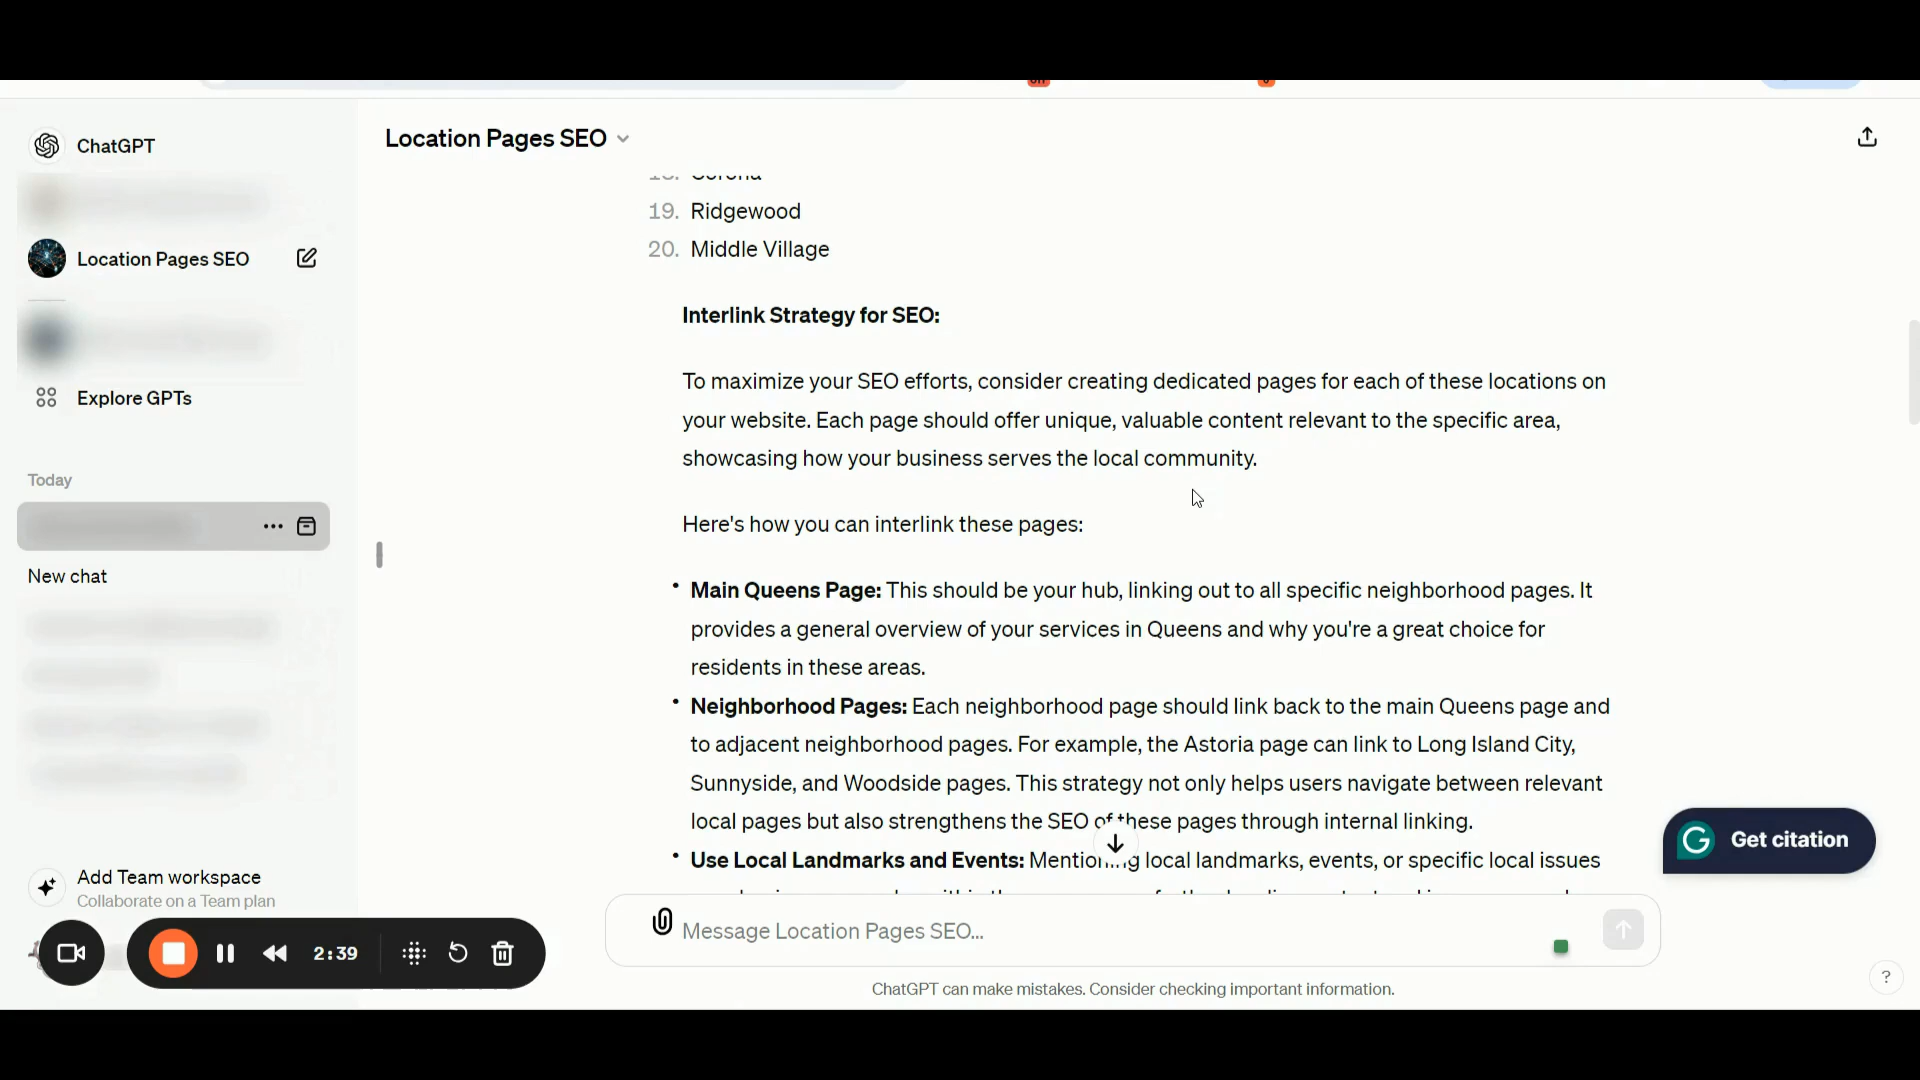 ChatGPT
Location Pages SEO
Explore GPTs
Today
New chat
Add Team workspace
Collaborate on a Team plan
2:39
Location Pages SEO
18. Corona
19. Ridgewood
20. Middle Village
Interlink Strategy for SEO:
To maximize your SEO efforts, consider creating dedicated pages for each of these locations on
your website. Each page should offer unique, valuable content relevant to the specific area,
showcasing how your business serves the local community.
Here's how you can interlink these pages:
• Main Queens Page: This should be your hub, linking out to all specific neighborhood pages. It
provides a general overview of your services in Queens and why you're a great choice for
residents in these areas.
• Neighborhood Pages: Each neighborhood page should link back to the main Queens page and
to adjacent neighborhood pages. For example, the Astoria page can link to Long Island City,
Sunnyside, and Woodside pages. This strategy not only helps users navigate between relevant
local pages but also strengthens the SEO of these pages through internal linking.
• Use Local Landmarks and Events: Mentioning local landmarks, events, or specific local issues
Message Location Pages SEO...
ChatGPT can make mistakes. Consider checking important information.
Get citation
?